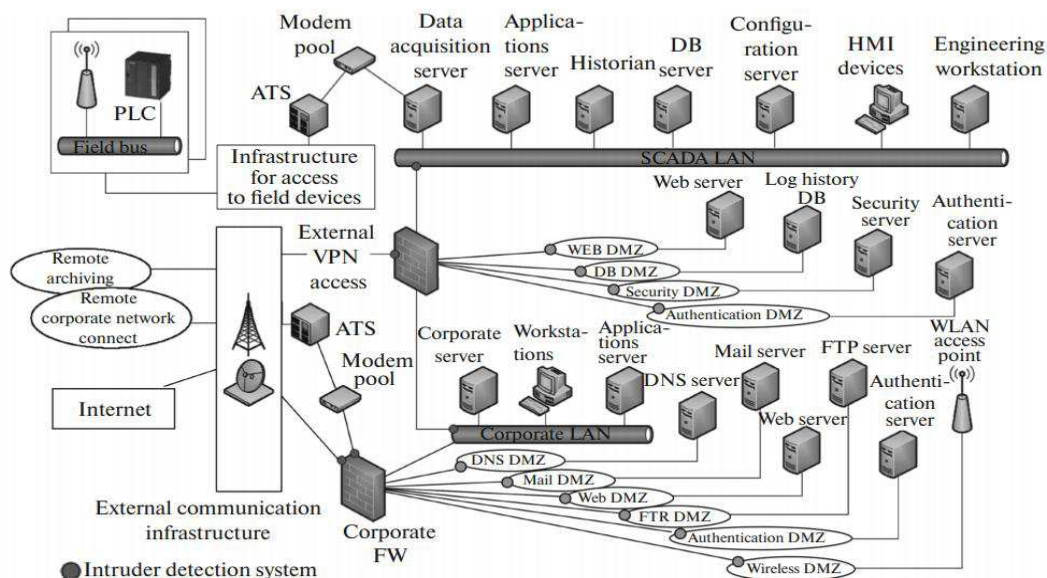 Modem
pool
Data
acquisition
server
Applica-
tions
server
Historian
DB
server
Configu-
ration
server
HMI
devices
Engineering
workstation
PLC
ATS
Field bus
Infrastructure
for access
to field devices
SCADA LAN
Web server
Log history
DB
Security
server
Authenti-
cation
server
External
VPN
access
WEB DMZ
DB DMZ
Security DMZ
Authentication DMZ
Remote
archiving
Remote
corporate network
connect
ATS
Modem
pool
Internet
Corporate
server
Worksta-
tions
Applica-
tions
server
DNS server
Mail server
FTP server
WLAN
access
point
Web server
Authenti-
cation
server
Corporate LAN
DNS DMZ
Mail DMZ
Web DMZ
FTR DMZ
Authentication DMZ
Wireless DMZ
External communication
infrastructure
Corporate
FW
Intruder detection system